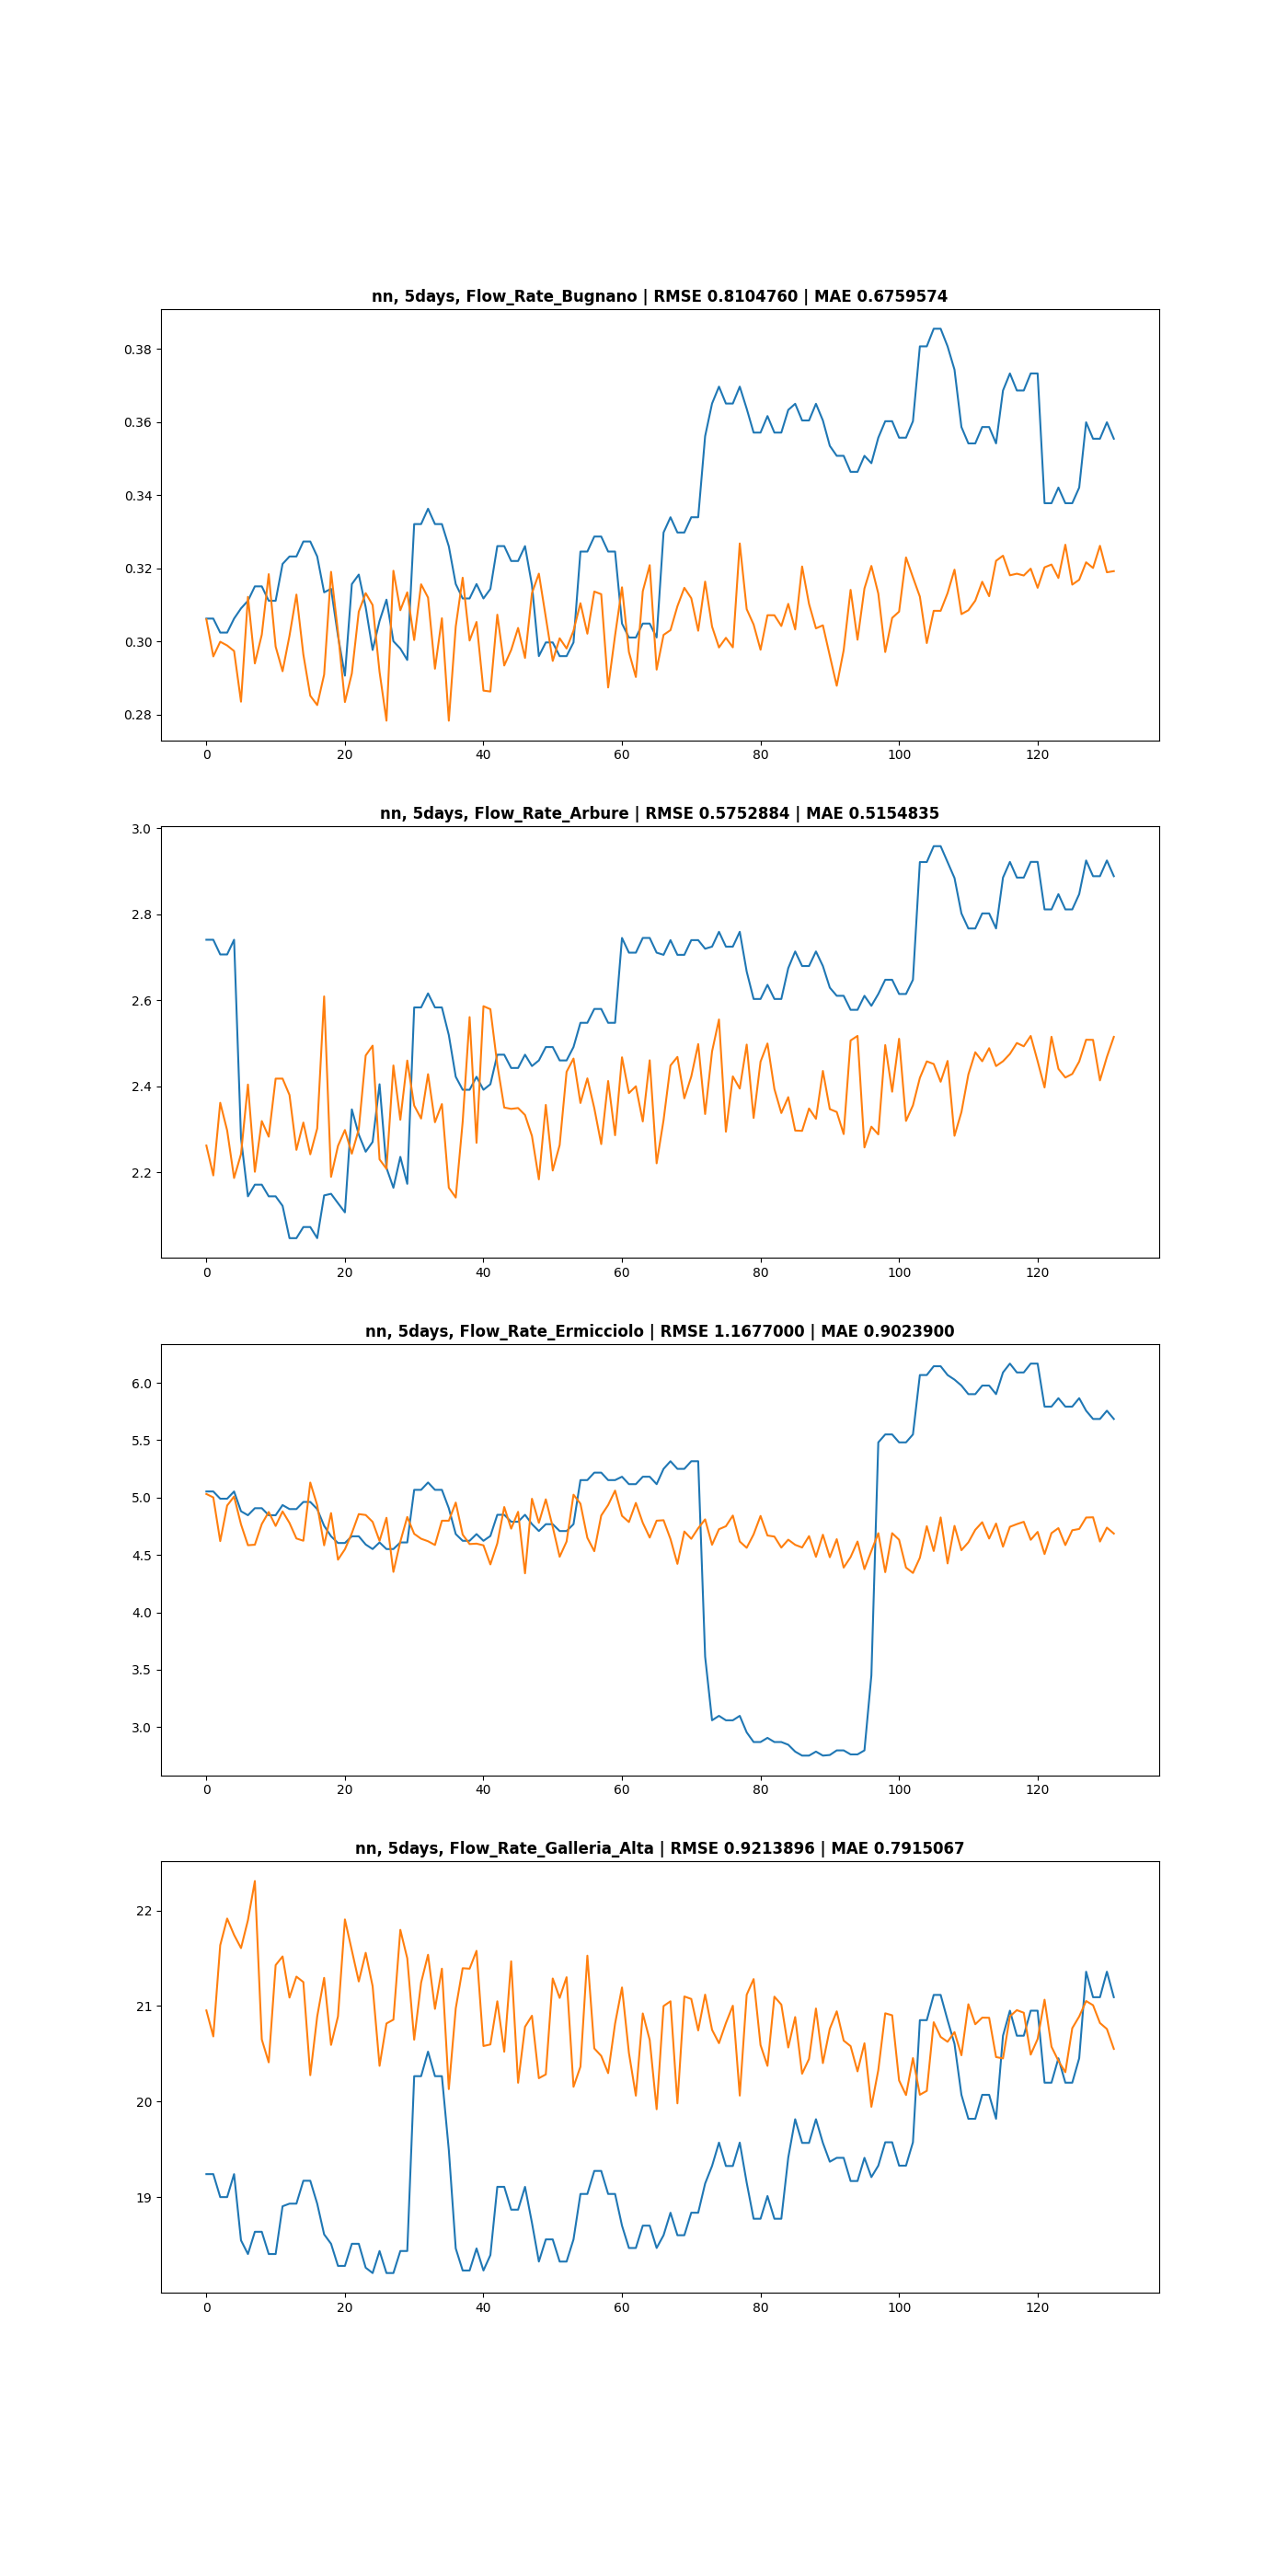 nn, 5days, Flow_Rate_Bugnano | RMSE 0.8104760 | MAE 0.6759574
0.38
0.36
0.34
0.32
0.30
0.28
0 20 40 60 80 100 120
nn, 5days, Flow_Rate_Arbure | RMSE 0.5752884 | MAE 0.5154835
3.0
2.8
2.6
2.4
2.2
0 20 40 60 80 100 120
nn, 5days, Flow_Rate_Ermicciolo | RMSE 1.1677000 | MAE 0.9023900
6.0
5.5
5.0
4.5
4.0
3.5
3.0
0 20 40 60 80 100 120
nn, 5days, Flow_Rate_Galleria_Alta | RMSE 0.9213896 | MAE 0.7915067
22
21
20
19
0 20 40 60 80 100 120